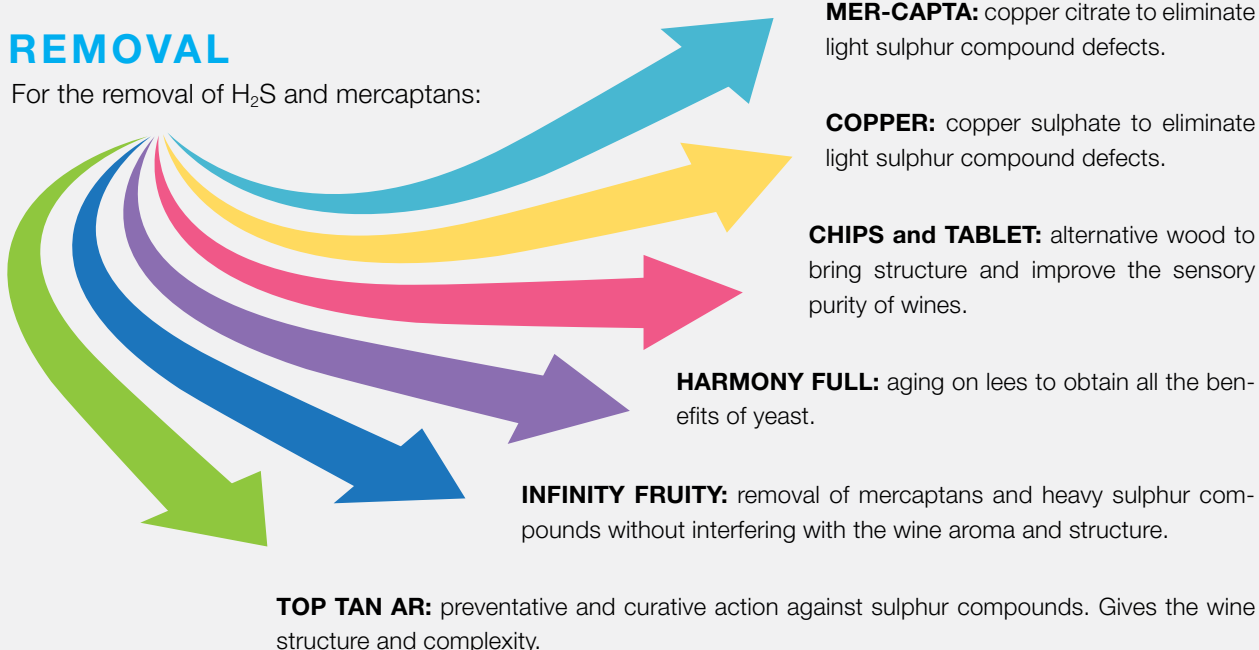 REMOVAL
For the removal of H₂S and mercaptans:
MER-CAPTA: copper citrate to eliminate
light sulphur compound defects.
COPPER: copper sulphate to eliminate
light sulphur compound defects.
CHIPS and TABLET: alternative wood to
bring structure and improve the sensory
purity of wines.
HARMONY FULL: aging on lees to obtain all the ben-
efits of yeast.
INFINITY FRUITY: removal of mercaptans and heavy sulphur com-
pounds without interfering with the wine aroma and structure.
TOP TAN AR: preventative and curative action against sulphur compounds. Gives the wine
structure and complexity.